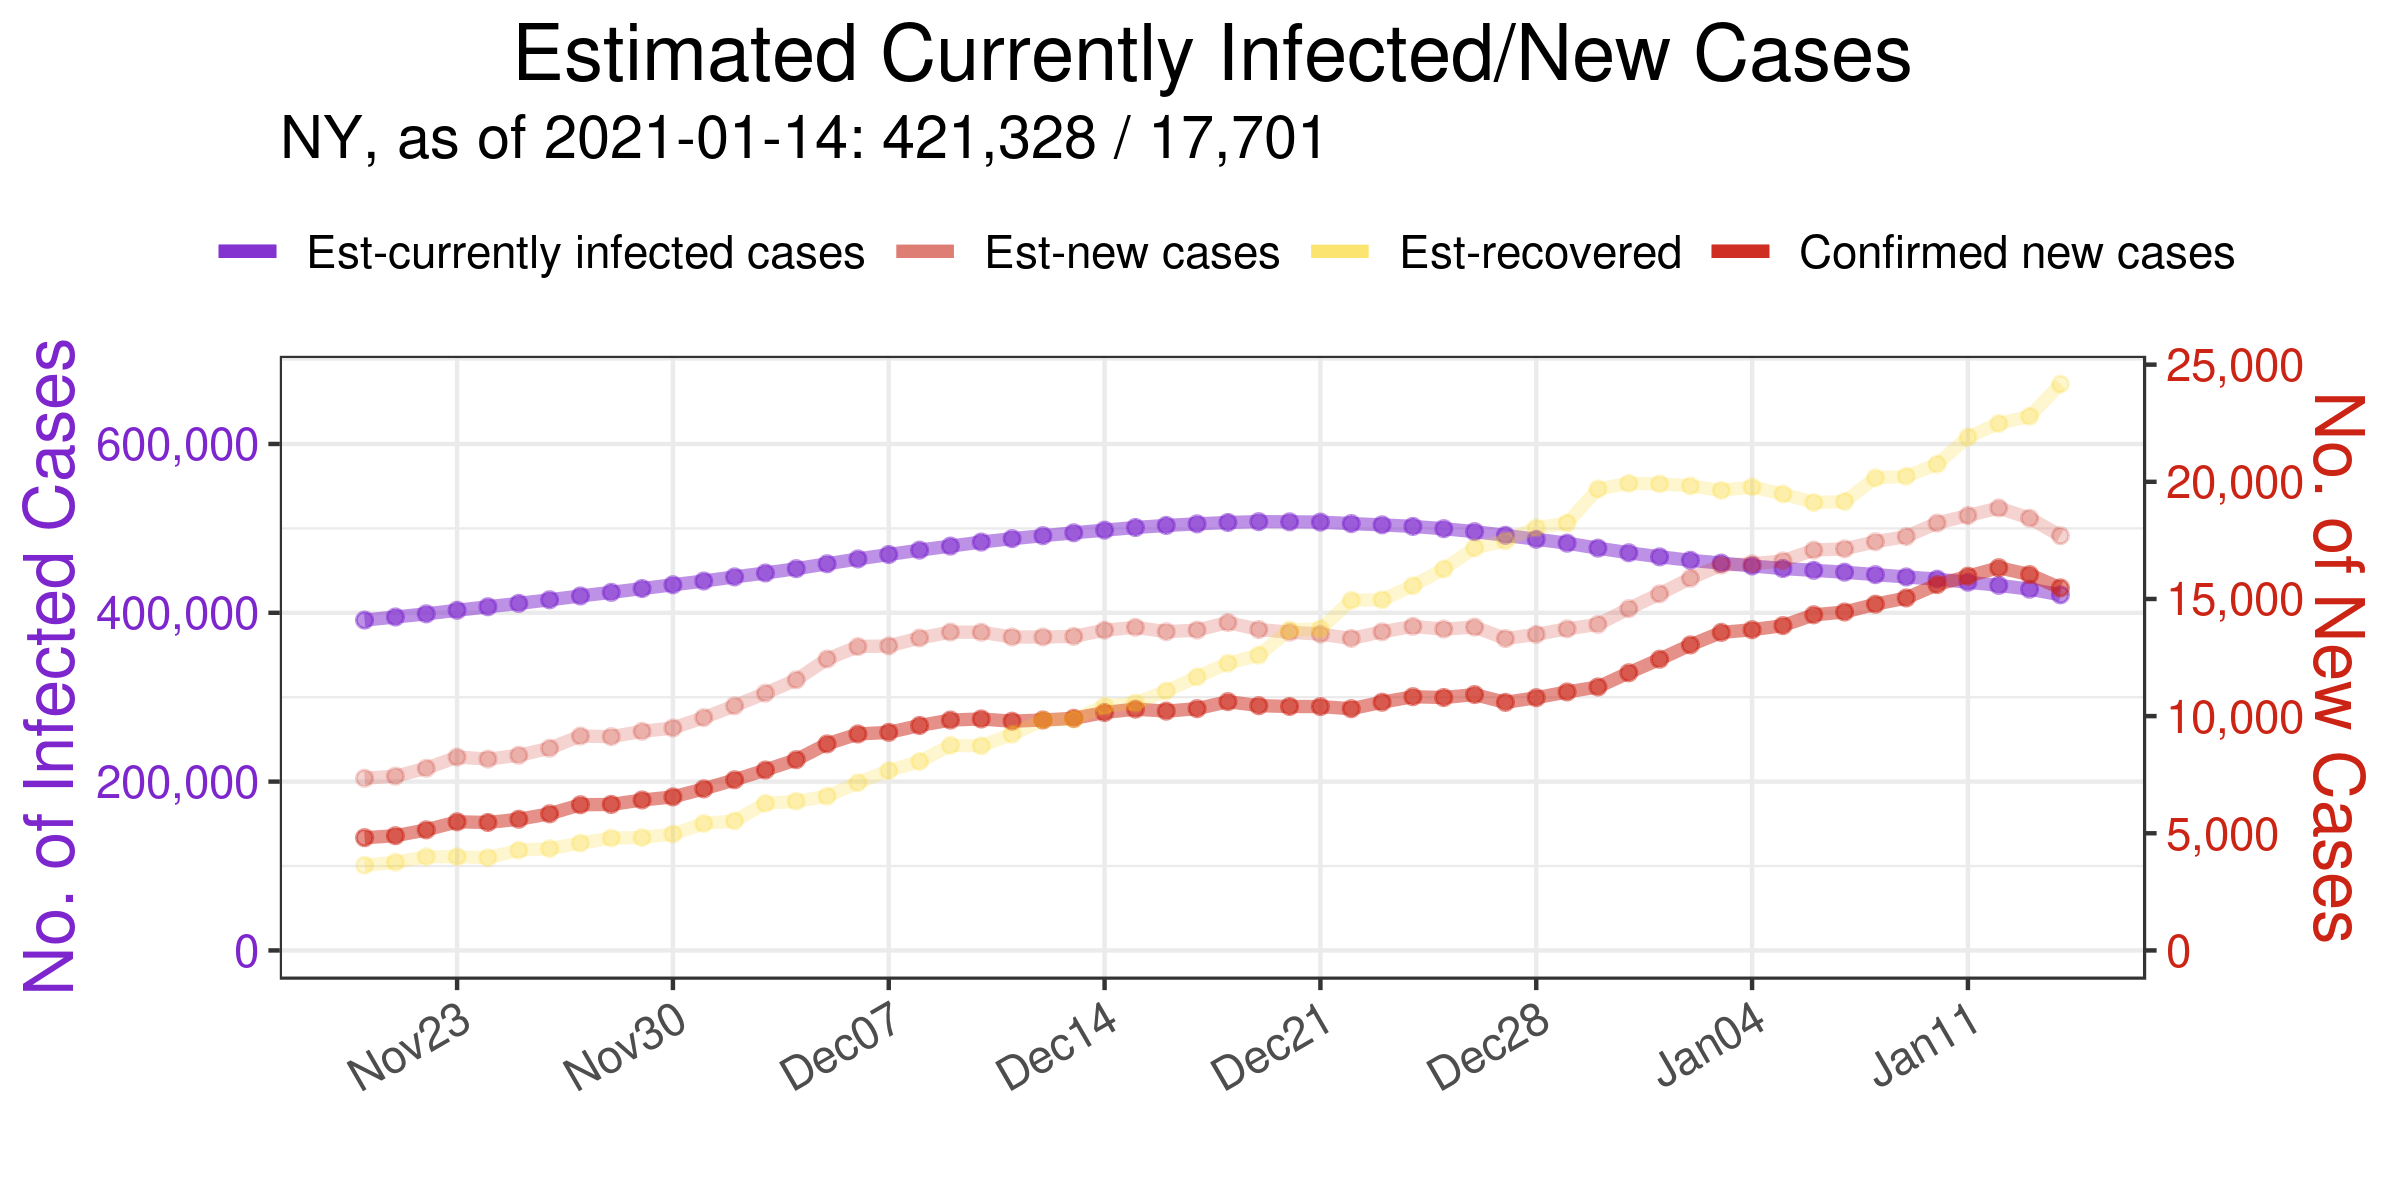 Estimated Currently Infected/New Cases
NY, as of 2021-01-14: 421,328 / 17,701
Est-currently infected cases Est-new cases Est-recovered Confirmed new cases
No. of Infected Cases
600,000
400,000
200,000
0
25,000
20,000
15,000
10,000
5,000
0
No. of New Cases
Nov23 Nov30 Dec07 Dec14 Dec21 Dec28 Jan04 Jan11